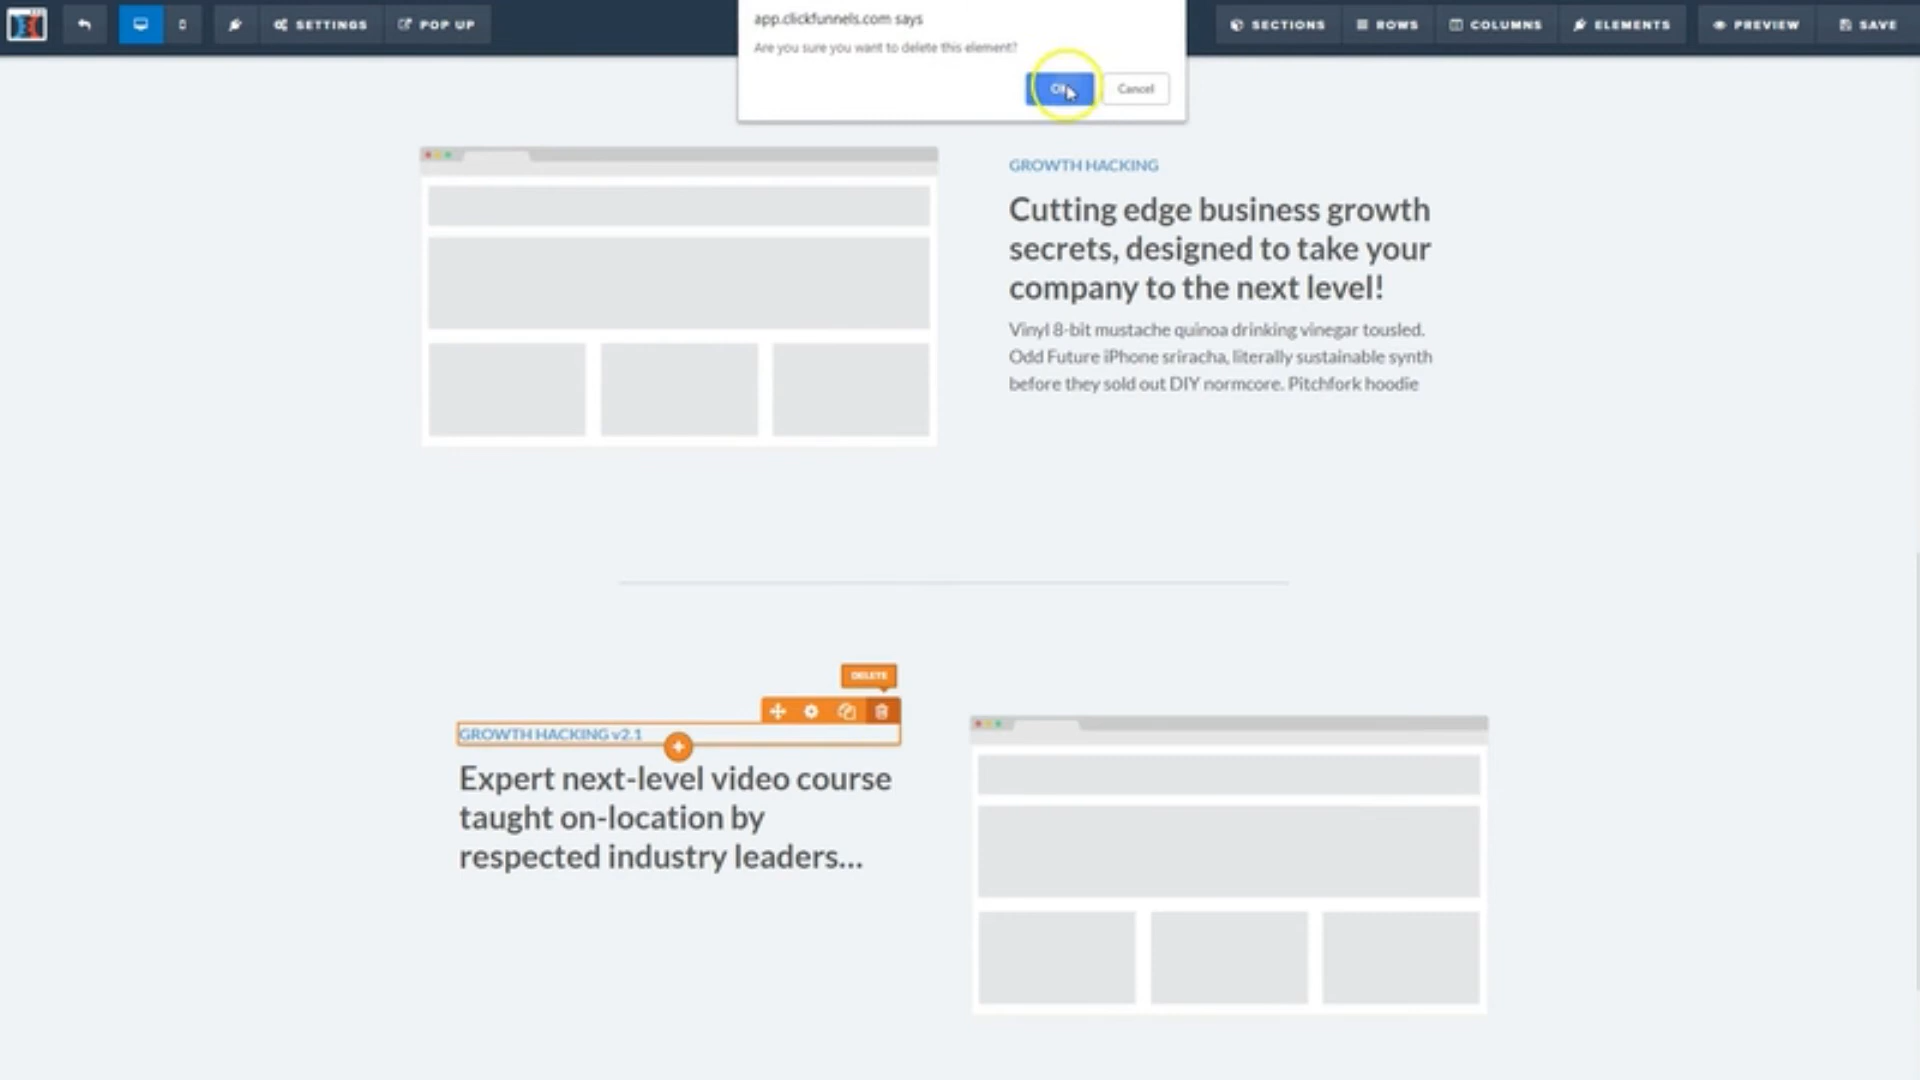 SETTINGS
POP UP
app.clickfunnels.com says
Are you sure you want to delete this element?
Cancel
SECTIONS
ROWS
COLUMNS
ELEMENTS
PREVIEW
SAVE
GROWTH HACKING
Cutting edge business growth
secrets, designed to take your
company to the next level!
Vinyl 8-bit mustache quinoa drinking vinegar tousled.
Odd Future iPhone sriracha, literally sustainable synth
before they sold out DIY normcore. Pitchfork hoodie
DELETE
GROWTH HACKING v2.1
Expert next-level video course
taught on-location by
respected industry leaders...